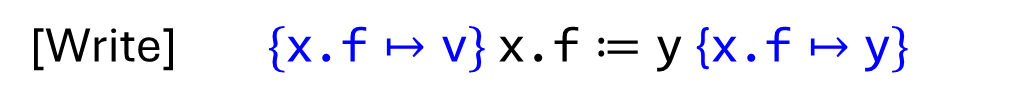 [Write] {x.f ↦ v} x.f ≔ y {x.f ↦ y}